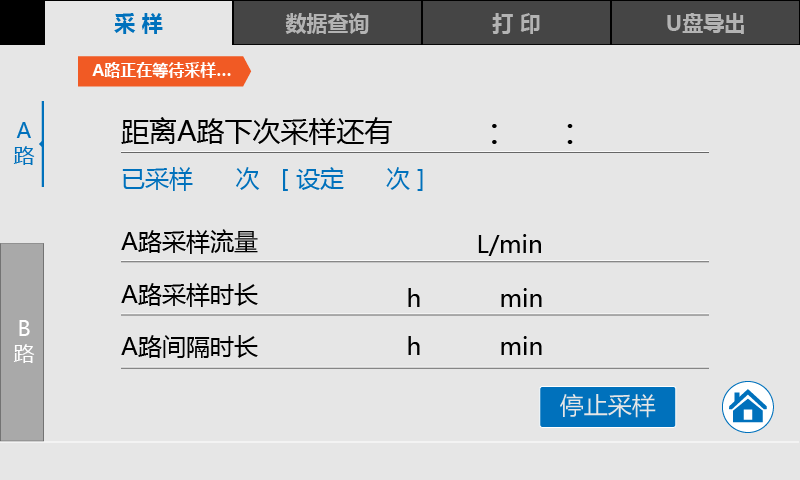 采 样 数据查询 打 印 U盘导出
A路正在等待采样...
A路
距离A路下次采样还有 : :
已采样 次 [ 设定 次 ]
A路采样流量 L/min
A路采样时长 h min
B路
A路间隔时长 h min
停止采样